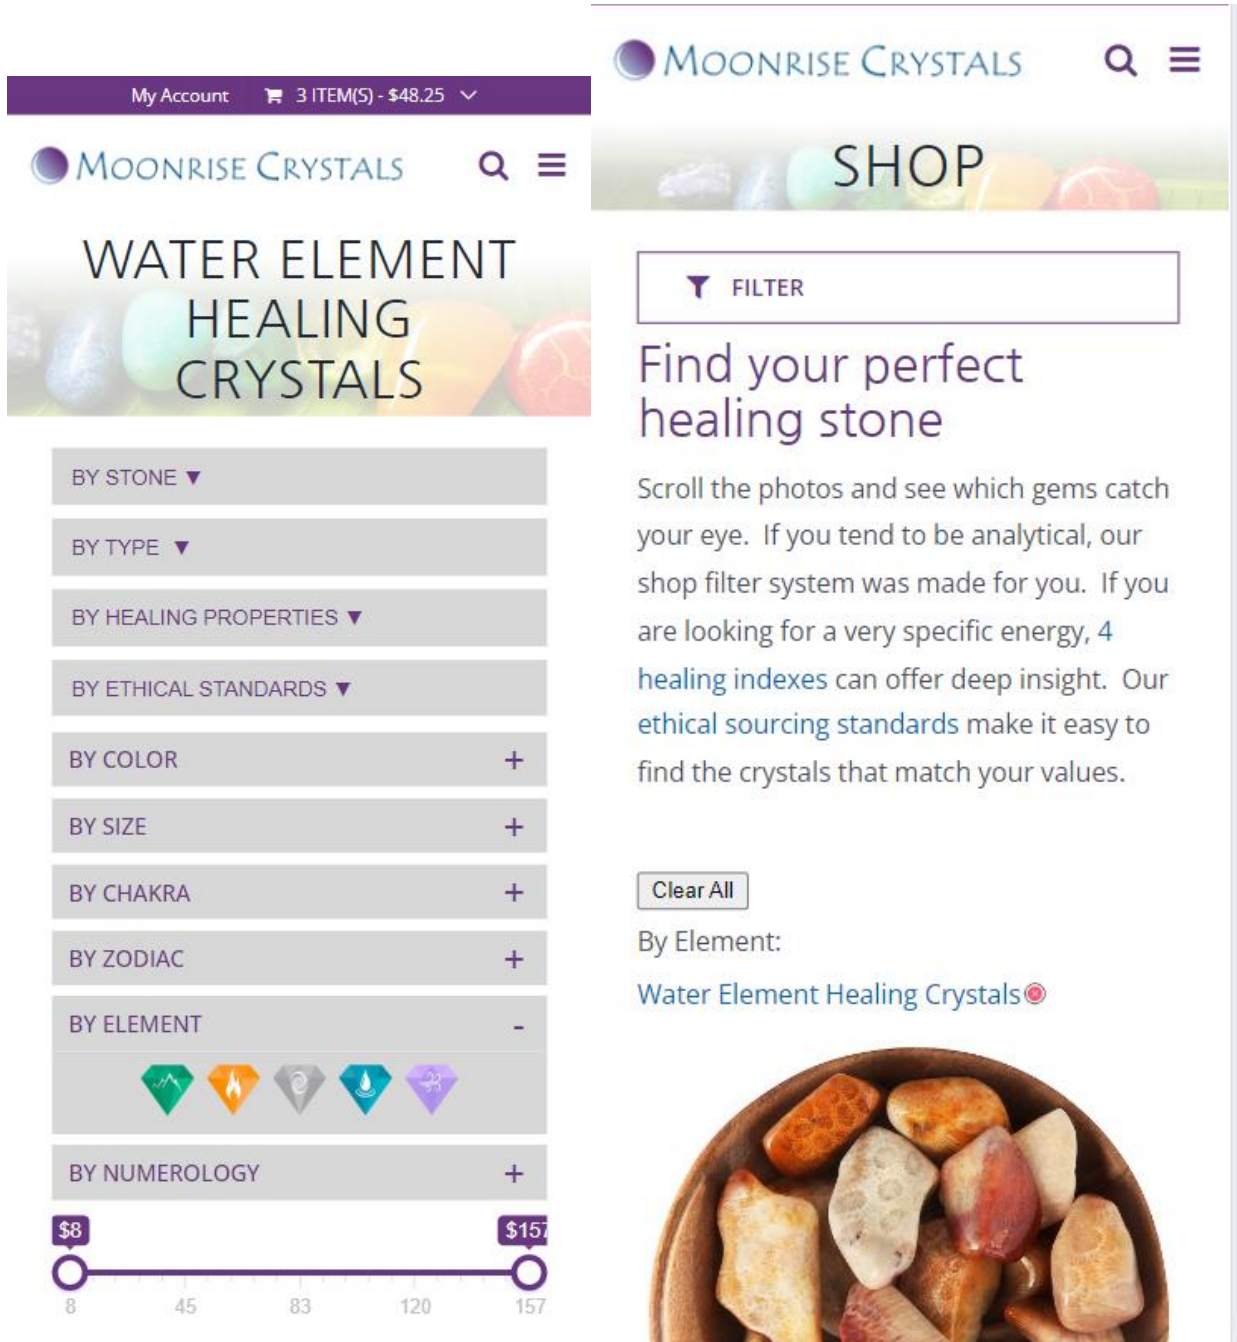 My Account 3 ITEM(S) - $48.25
MOONRISE CRYSTALS
WATER ELEMENT
HEALING
CRYSTALS
BY STONE ▼
BY TYPE ▼
BY HEALING PROPERTIES ▼
BY ETHICAL STANDARDS ▼
BY COLOR +
BY SIZE +
BY CHAKRA +
BY ZODIAC +
BY ELEMENT -
BY NUMEROLOGY +
$8 $157
8 45 83 120 157
MOONRISE CRYSTALS
SHOP
FILTER
Find your perfect
healing stone
Scroll the photos and see which gems catch
your eye. If you tend to be analytical, our
shop filter system was made for you. If you
are looking for a very specific energy, 4
healing indexes can offer deep insight. Our
ethical sourcing standards make it easy to
find the crystals that match your values.
Clear All
By Element:
Water Element Healing Crystals